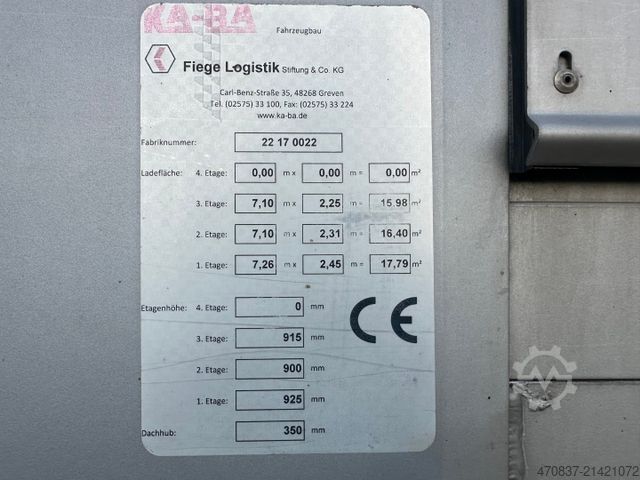 KA-BA
Fahrzeugbau
Fiege Logistik Stiftung & Co. KG
Carl-Benz-Straße 35, 48268 Greven
Tel. (02575) 33 100, Fax: (02575) 33 224
www.ka-ba.de
Fabriknummer: 22 17 0022
Ladefläche: 4. Etage: 0,00 m x 0,00 m = 0,00 m²
3. Etage: 7,10 m x 2,25 m = 15,98 m²
2. Etage: 7,10 m x 2,31 m = 16,40 m²
1. Etage: 7,26 m x 2,45 m = 17,79 m²
Etagenhöhe: 4. Etage: 0 mm
3. Etage: 915 mm
2. Etage: 900 mm
1. Etage: 925 mm
Dachhub: 350 mm
CE
470837-21421072